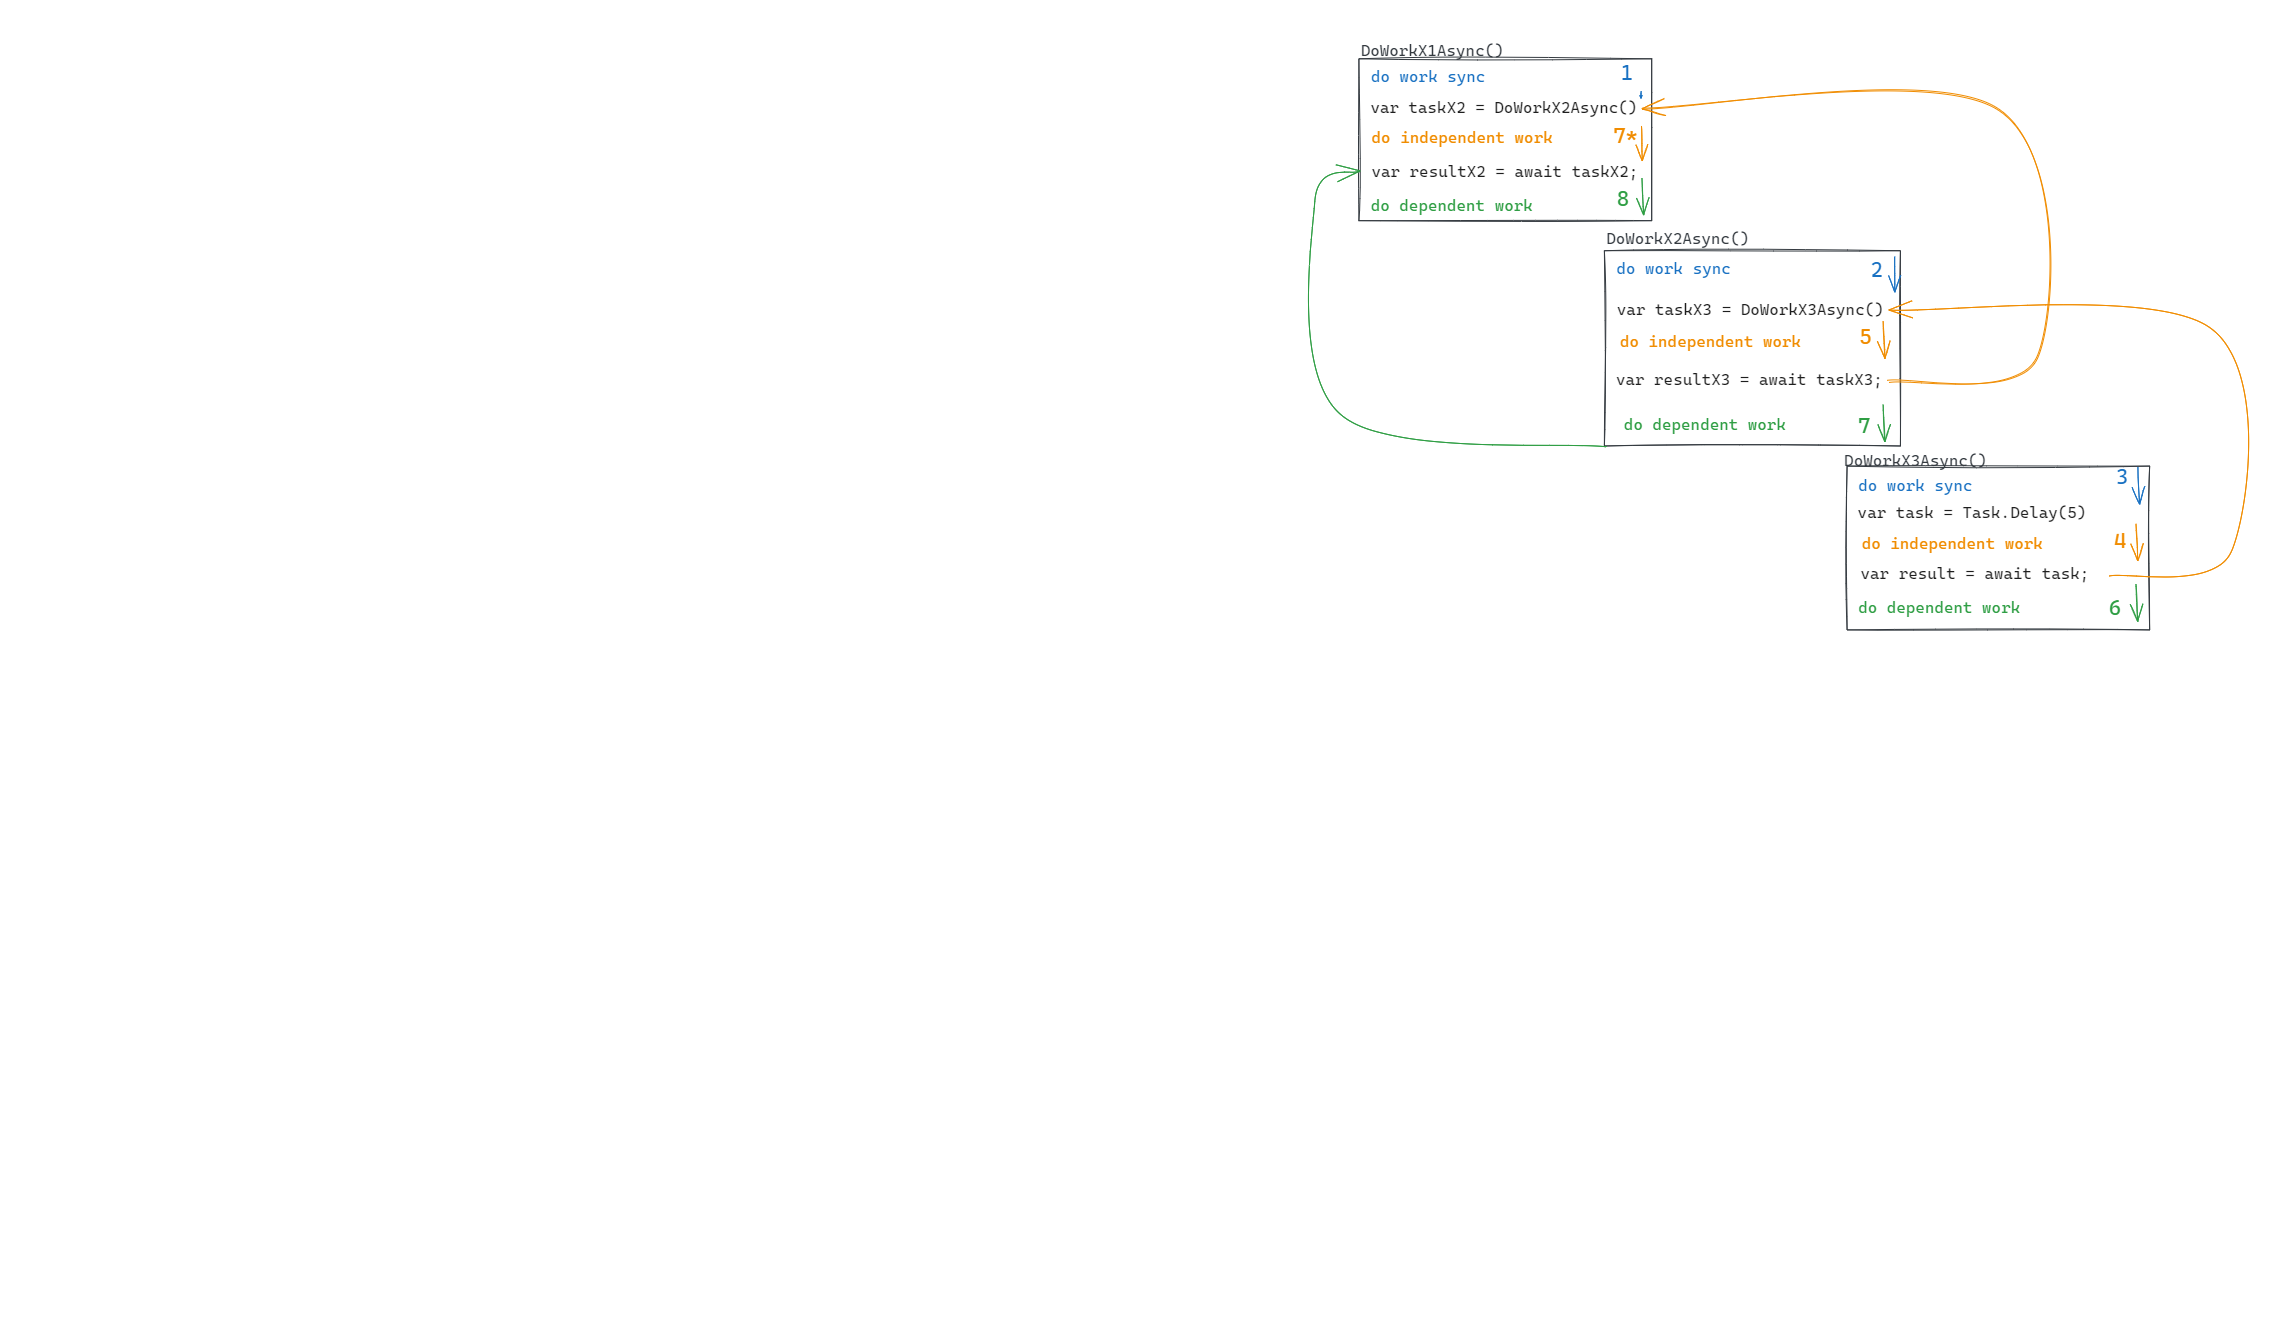 DoWorkX1Async()
do work sync 1
var taskX2 = DoWorkX2Async()
do independent work 7*
var resultX2 = await taskX2;
do dependent work 8
DoWorkX2Async()
do work sync 2
var taskX3 = DoWorkX3Async()
do independent work 5
var resultX3 = await taskX3;
do dependent work 7
DoWorkX3Async()
do work sync 3
var task = Task.Delay(5)
do independent work 4
var result = await task;
do dependent work 6